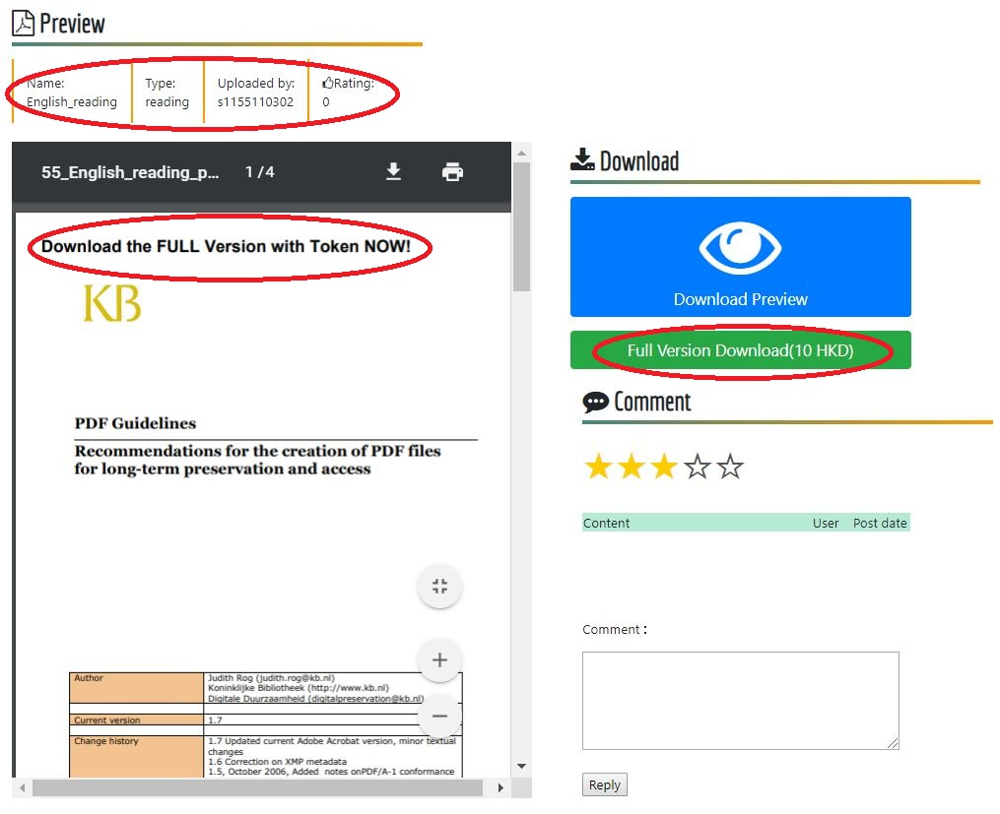 Preview
Name:
English_reading
Type:
reading
Uploaded by:
s1155110302
Rating:
0
55_English_reading_p...
1 / 4
Download the FULL Version with Token NOW!
KB
PDF Guidelines
Recommendations for the creation of PDF files
for long-term preservation and access
Author
Judith Rog (judith.rog@kb.nl)
Koninklijke Bibliotheek (http://www.kb.nl)
Digitale Duurzaamheid (digitalpreservation@kb.nl)
Current version
1.7
Change history
1.7 Updated current Adobe Acrobat version, minor textual
changes
1.6 Correction on XMP metadata
1.5, October 2006, Added notes onPDF/A-1 conformance
Download
Download Preview
Full Version Download(10 HKD)
Comment
Content User Post date
Comment：
Reply